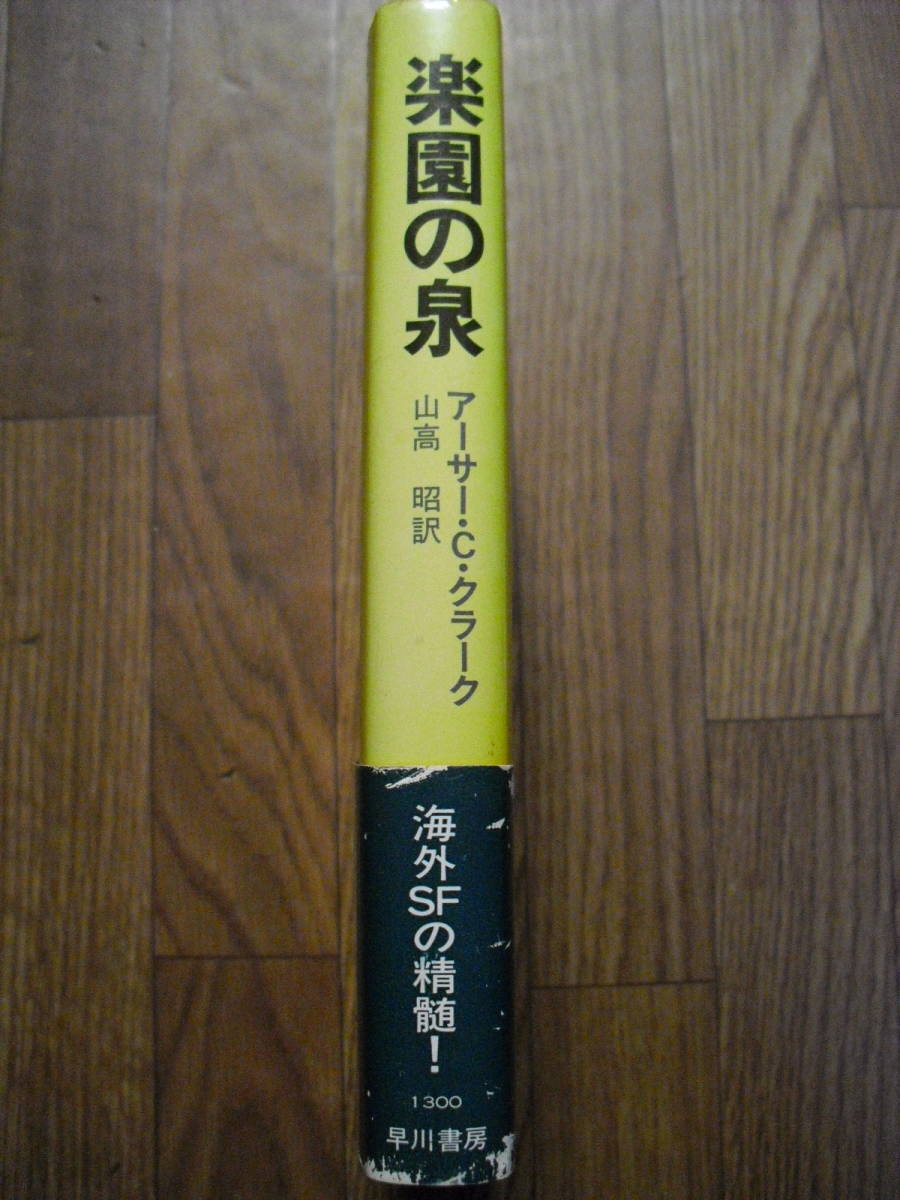 楽園の泉
アーサー・C・クラーク
山高 昭訳
海外SFの精髄！
1300
早川書房